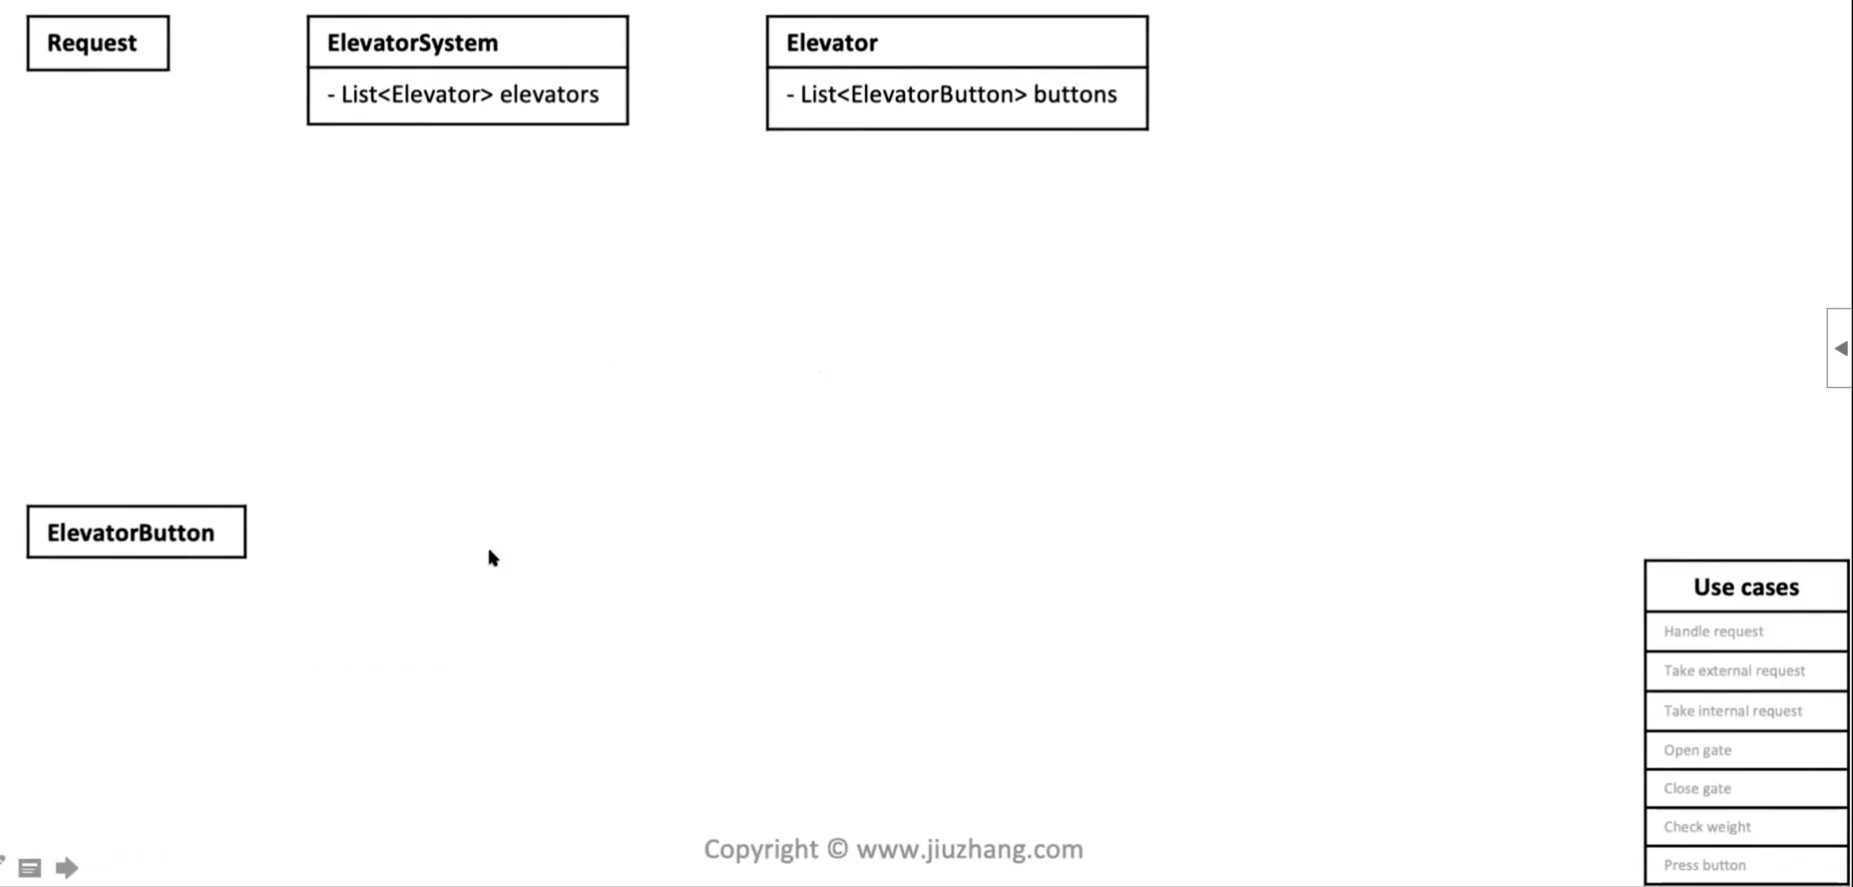 Request
ElevatorSystem
- List<Elevator> elevators
Elevator
- List<ElevatorButton> buttons
ElevatorButton
Use cases
Handle request
Take external request
Take internal request
Open gate
Close gate
Check weight
Press button
Copyright © www.jiuzhang.com